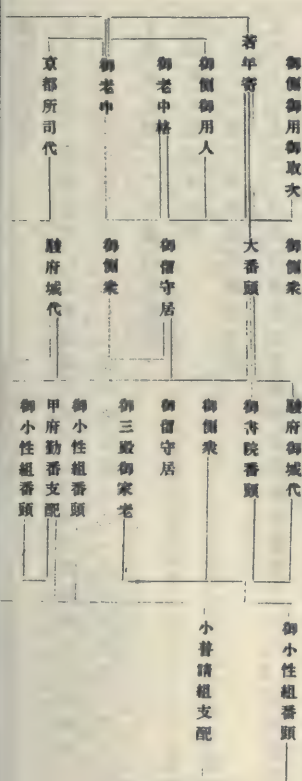 御側御用御取次
若年寄
御側御用人
御老中格
御老中
京都所司代
御側衆
大番頭
御留守居
御側衆
駿府城代
駿府御城代
御書院番頭
御側衆
御留守居
御三殿御家老
御小性組番頭
甲府勤番支配
御小性組番頭
御小性組番頭
小普請組支配